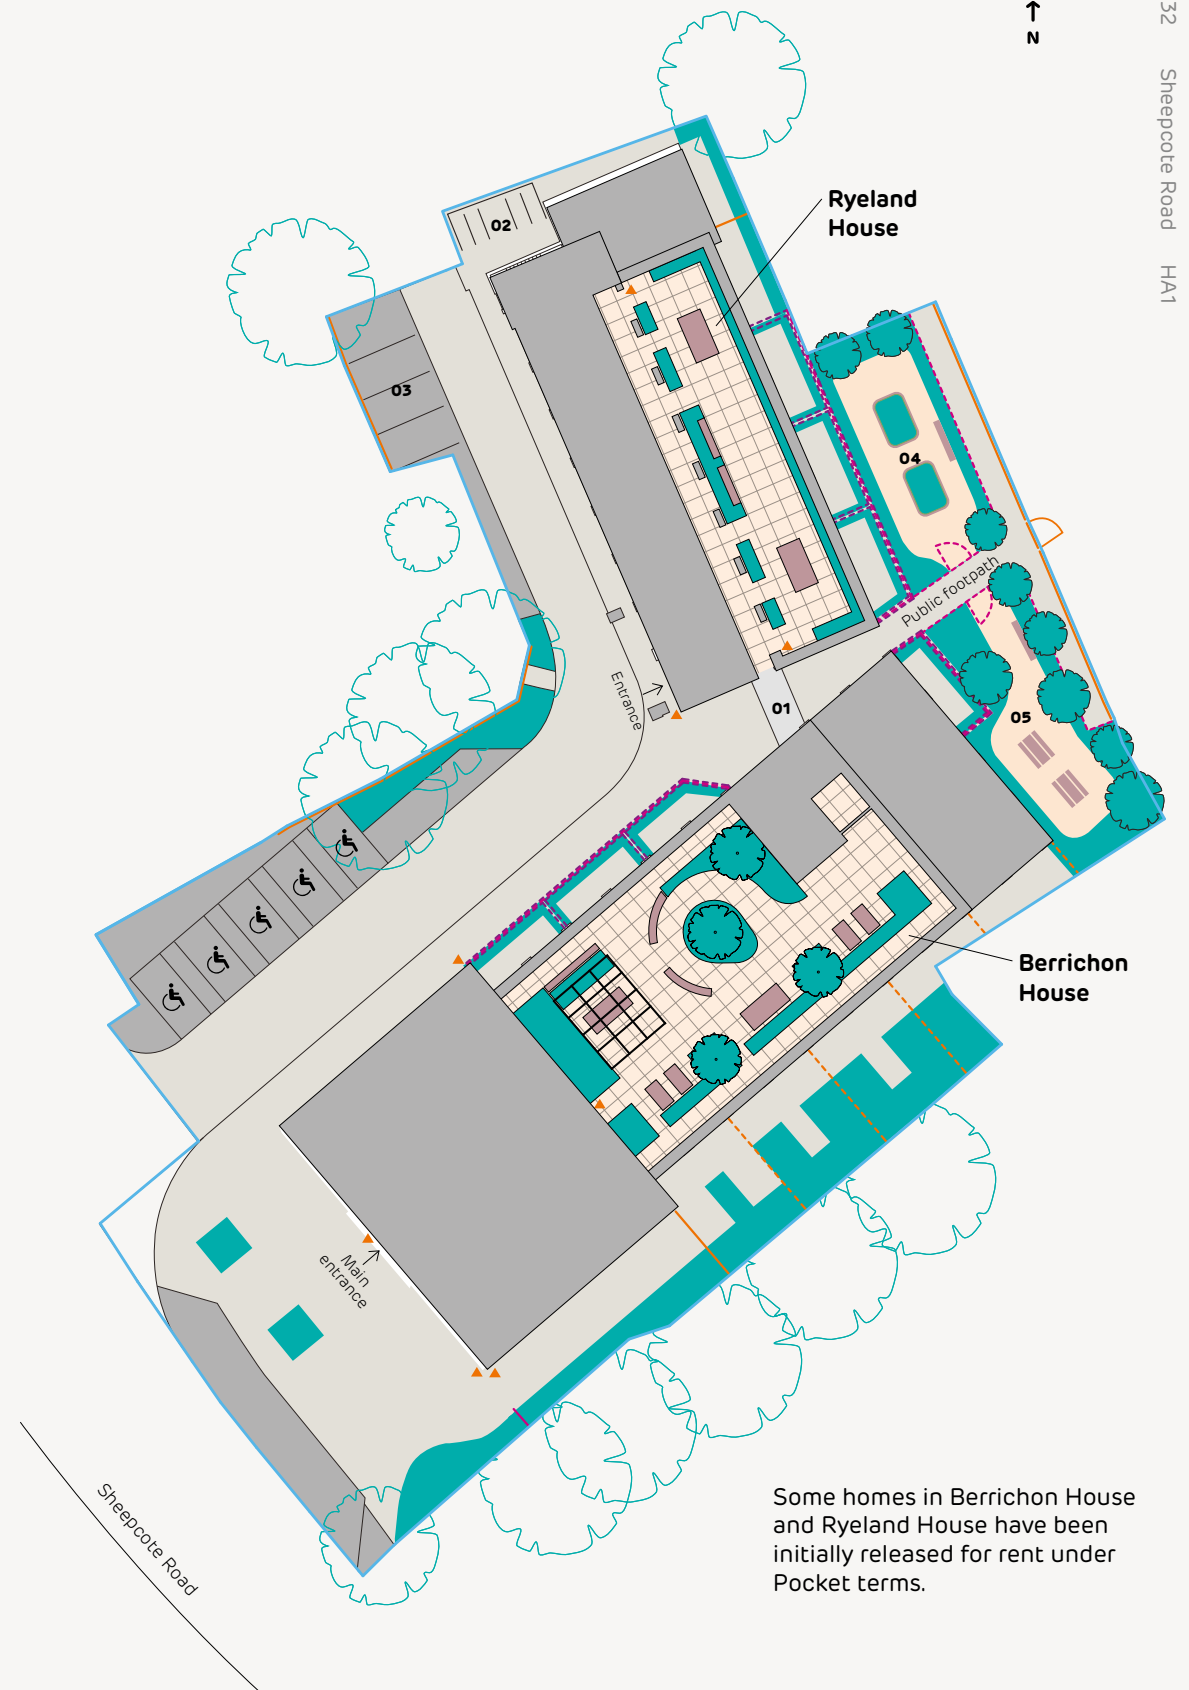 N
32 Sheepcote Road HA1
Ryeland
House
02
03
04
Public footpath
Entrance
01
05
Berrichon
House
Main
entrance
Sheepcote Road
Some homes in Berrichon House
and Ryeland House have been
initially released for rent under
Pocket terms.